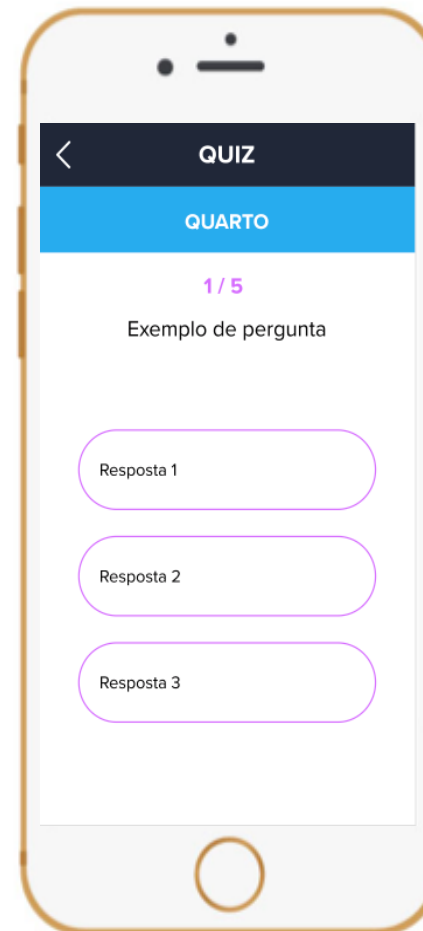 QUIZ
QUARTO
1 / 5
Exemplo de pergunta
Resposta 1
Resposta 2
Resposta 3